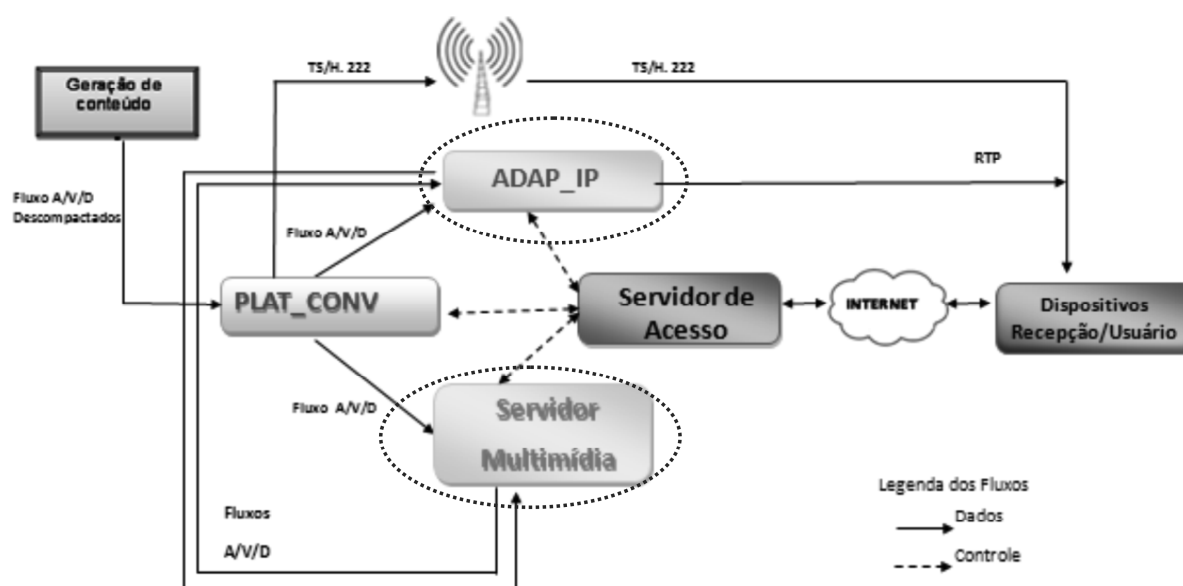 TS/H. 222
TS/H. 222
Geração de
conteúdo
ADAP_IP
RTP
Fluxo A/V/D
Descompactados
Fluxo A/V/D
PLAT_CONV
Servidor de
Acesso
INTERNET
Dispositivos
Recepção/Usuário
Fluxo A/V/D
Servidor
Multimídia
Legenda dos Fluxos
Dados
Controle
Fluxos
A/V/D